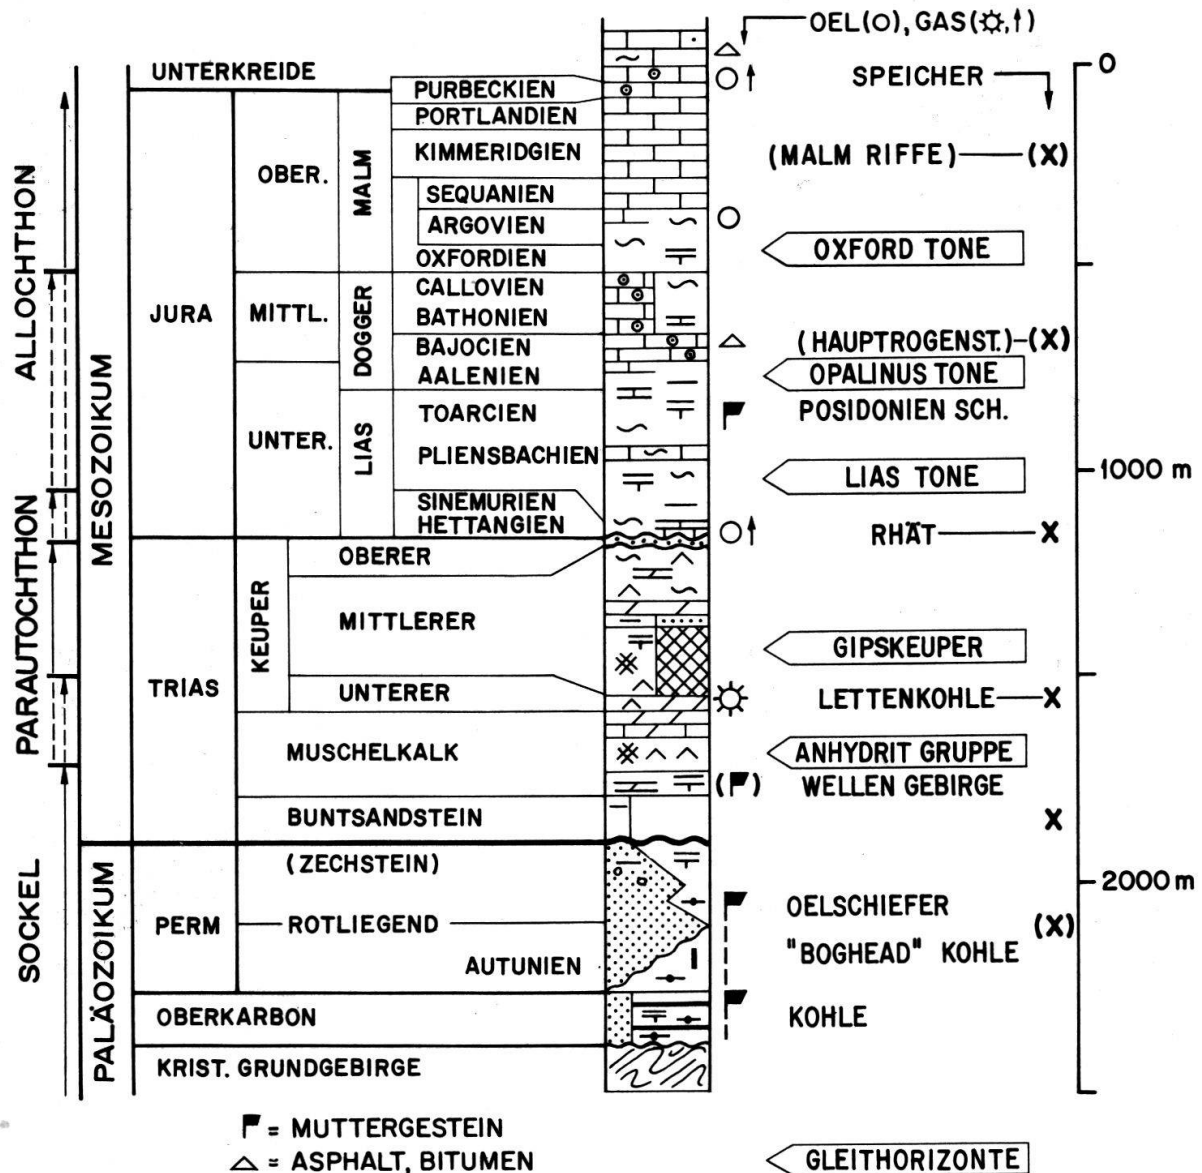 OEL(O), GAS(☼,↑)
UNTERKREIDE
SPEICHER
0
PURBECKIEN
PORTLANDIEN
KIMMERIDGIEN
(MALM RIFFE) (X)
OBER.
MALM
SEQUANIEN
ARGOVIEN
OXFORDIEN
OXFORD TONE
ALLOCHTHON
MESOZOIKUM
JURA
MITTL.
DOGGER
CALLOVIEN
BATHONIEN
BAJOCIEN
(HAUPTROGENST.) (X)
AALENIEN
OPALINUS TONE
UNTER.
LIAS
TOARCIEN
POSIDONIEN SCH.
PLIENSBACHIEN
LIAS TONE
1000 m
SINEMURIEN
HETTANGIEN
RHÄT X
PARAUTOCHTHON
TRIAS
KEUPER
OBERER
MITTLERER
GIPSKEUPER
UNTERER
LETTENKOHLE X
MUSCHELKALK
ANHYDRIT GRUPPE
WELLEN GEBIRGE
BUNTSANDSTEIN
X
SOCKEL
PALÄOZOIKUM
PERM
(ZECHSTEIN)
2000 m
ROTLIEGEND
OELSCHIEFER
(X)
"BOGHEAD" KOHLE
AUTUNIEN
OBERKARBON
KOHLE
KRIST. GRUNDGEBIRGE
= MUTTERGESTEIN
△ = ASPHALT, BITUMEN
GLEITHORIZONTE